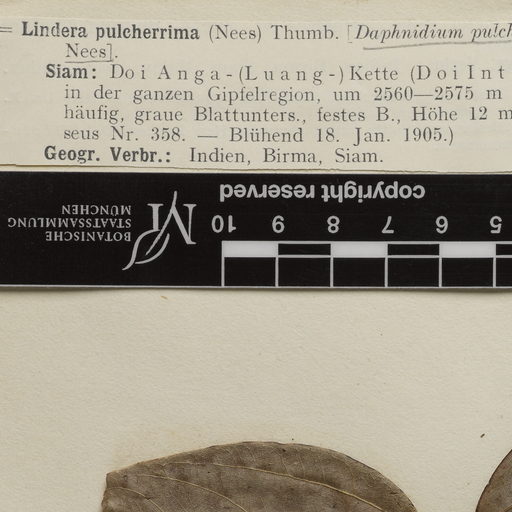 = Lindera pulcherrima (Nees) Thumb. [Daphnidium pulch
Nees].
Siam: Doi Anga-(Luang-)Kette (Doi Int
in der ganzen Gipfelregion, um 2560—2575 m
häufig, graue Blattunters., festes B., Höhe 12 m
seus Nr. 358. — Blühend 18. Jan. 1905.)
Geogr. Verbr.: Indien, Birma, Siam.
copyright reserved
10 9 8 7 6 5
BOTANISCHE
STAATSSAMMLUNG
MÜNCHEN